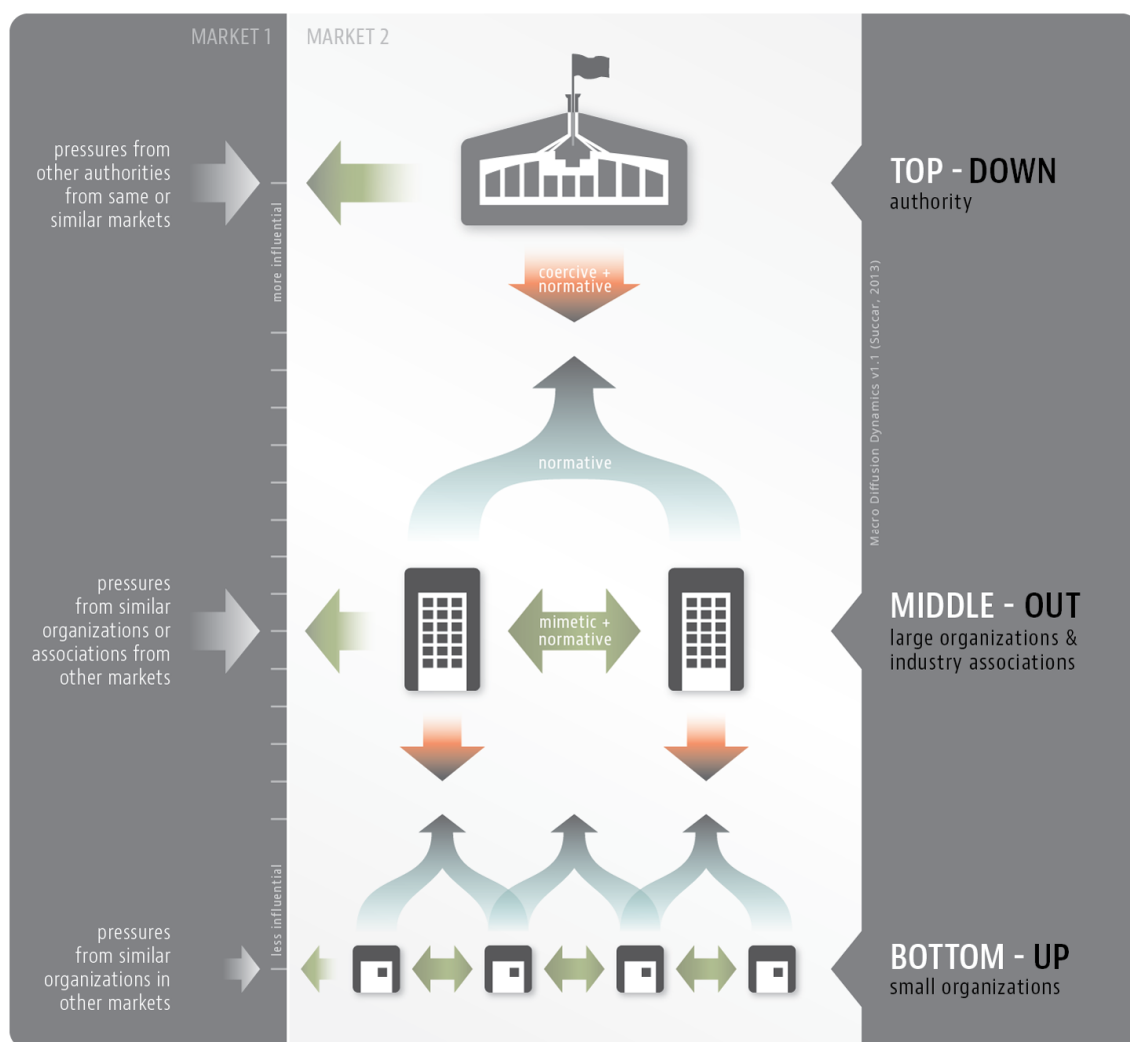 MARKET 1
MARKET 2
pressures from
other authorities
from same or
similar markets
more influential
coercive +
normative
TOP - DOWN
authority
Macro Diffusion Dynamics v1.1 (Succar, 2013)
normative
pressures
from similar
organizations or
associations from
other markets
mimetic +
normative
MIDDLE - OUT
large organizations &
industry associations
less influential
pressures
from similar
organizations in
other markets
BOTTOM - UP
small organizations